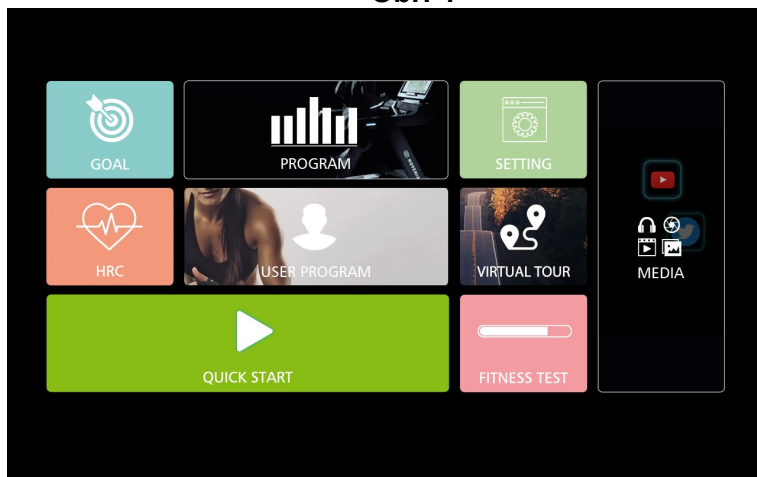 GOAL
PROGRAM
SETTING
HRC
USER PROGRAM
VIRTUAL TOUR
MEDIA
QUICK START
FITNESS TEST